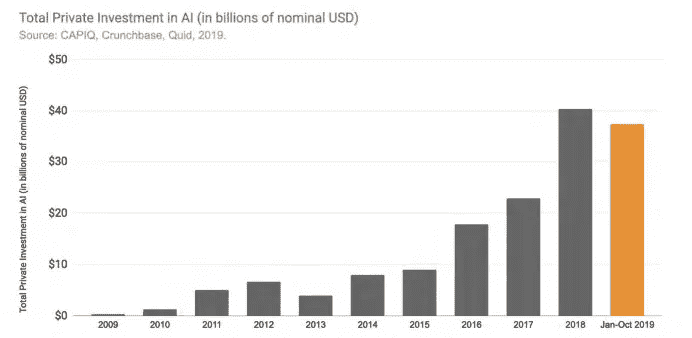 Total Private Investment in AI (in billions of nominal USD)
Source: CAPIQ, Crunchbase, Quid, 2019.
Total Private Investment in AI (in billions of nominal USD)
$50
$40
$30
$20
$10
$0
2009 2010 2011 2012 2013 2014 2015 2016 2017 2018 Jan-Oct 2019